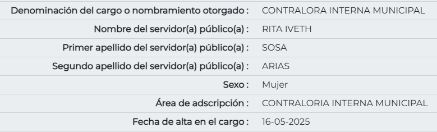 Denominación del cargo o nombramiento otorgado : CONTRALORA INTERNA MUNICIPAL
Nombre del servidor(a) público(a) : RITA IVETH
Primer apellido del servidor(a) público(a) : SOSA
Segundo apellido del servidor(a) público(a) : ARIAS
Sexo : Mujer
Área de adscripción : CONTRALORIA INTERNA MUNICIPAL
Fecha de alta en el cargo : 16-05-2025